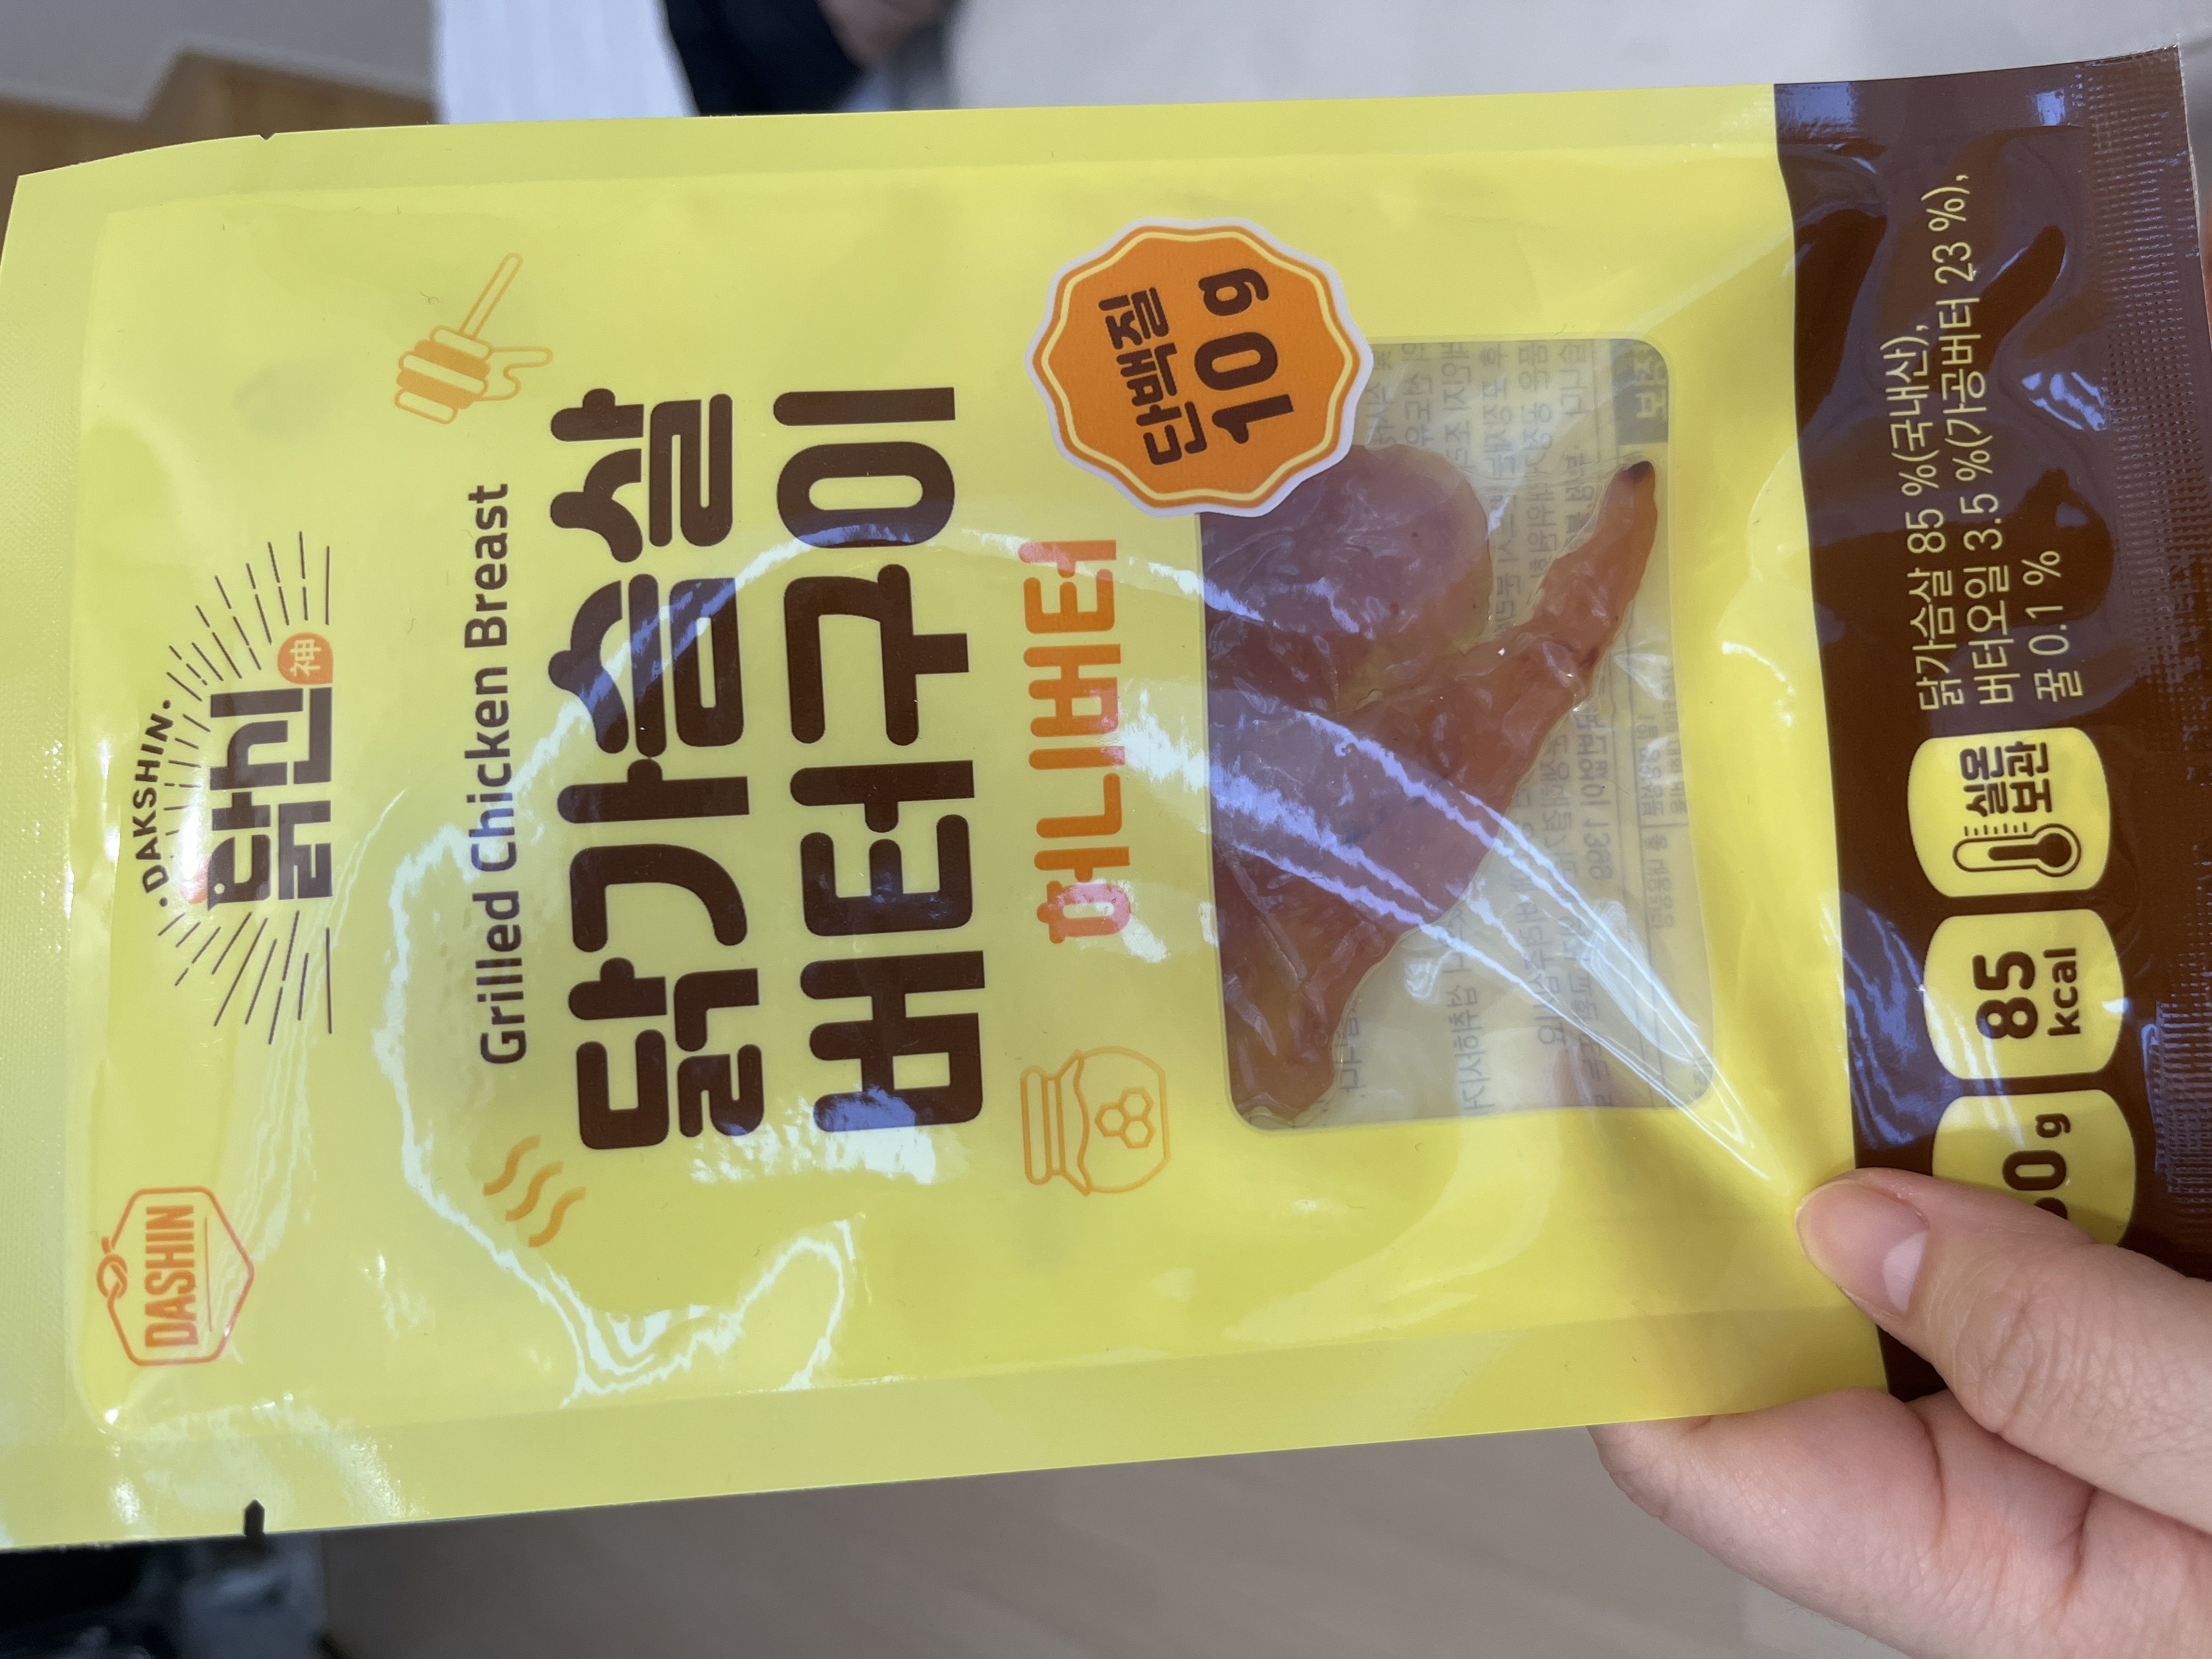 DASHIN
·DAKSHIN·
닭신
神
Grilled Chicken Breast
닭가슴살
버터구이
허니버터
단백질
10 g
0 g
85
kcal
실온
보관
닭가슴살 85 %(국내산),
버터오일 3.5 %(가공버터 23 %),
꿀 0.1 %